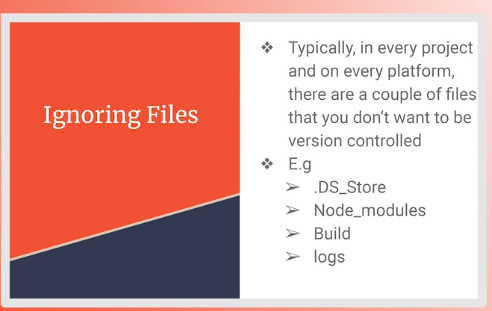 Ignoring Files
❖ Typically, in every project
and on every platform,
there are a couple of files
that you don't want to be
version controlled
❖ E.g
➢ .DS_Store
➢ Node_modules
➢ Build
➢ logs